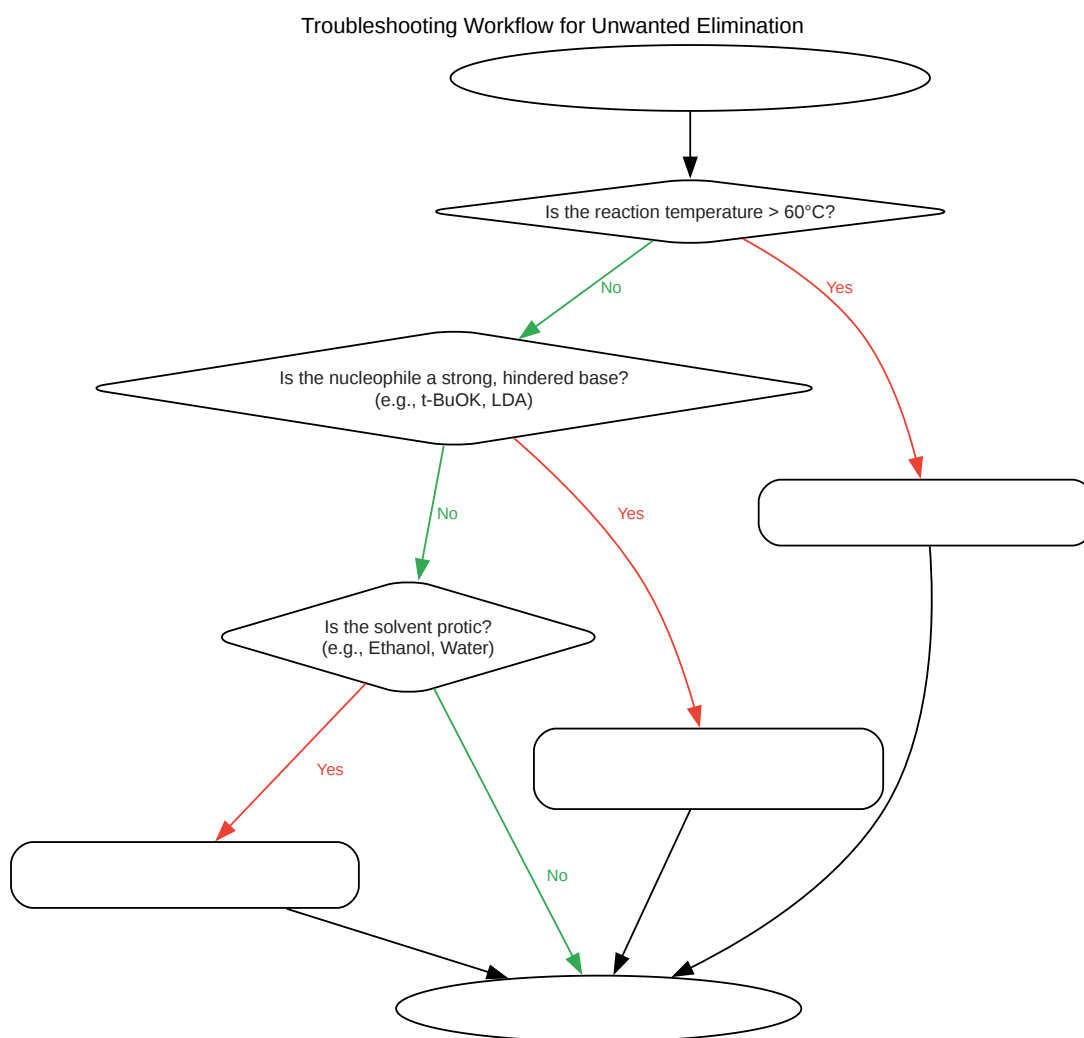 Troubleshooting Workflow for Unwanted Elimination
Is the reaction temperature > 60°C?
No
Yes
Is the nucleophile a strong, hindered base?
(e.g., t-BuOK, LDA)
No
Yes
Is the solvent protic?
(e.g., Ethanol, Water)
Yes
No